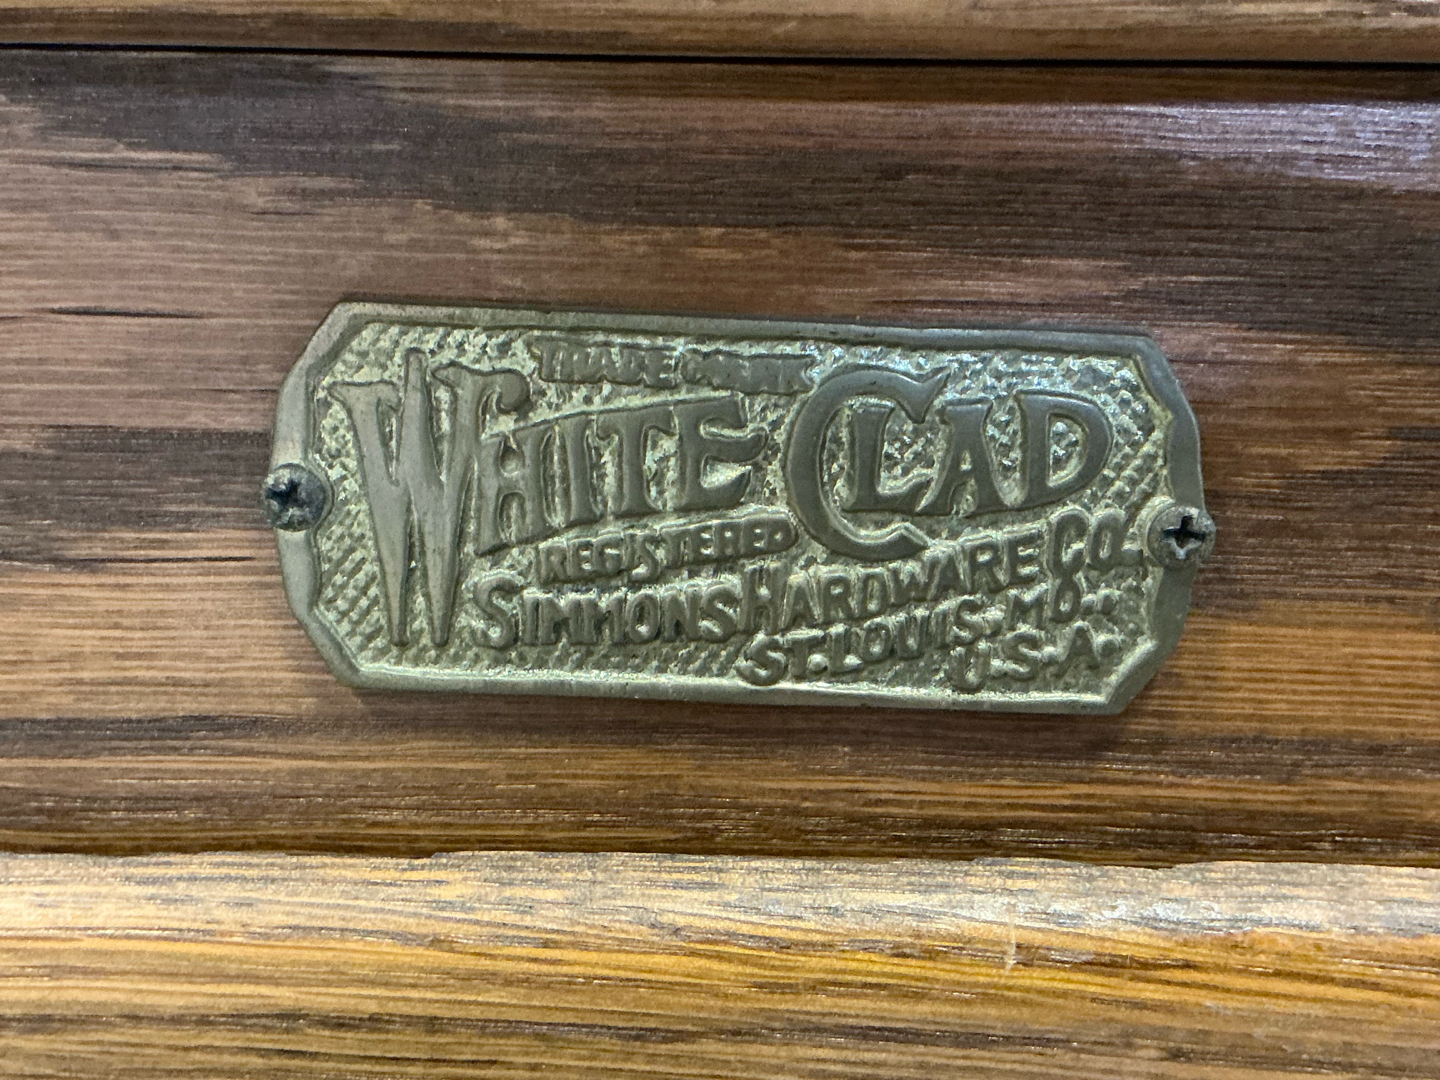 TRADE MARK
WHITE CLAD
REGISTERED
SIMMONS HARDWARE CO.
ST. LOUIS. MO.
U.S.A.